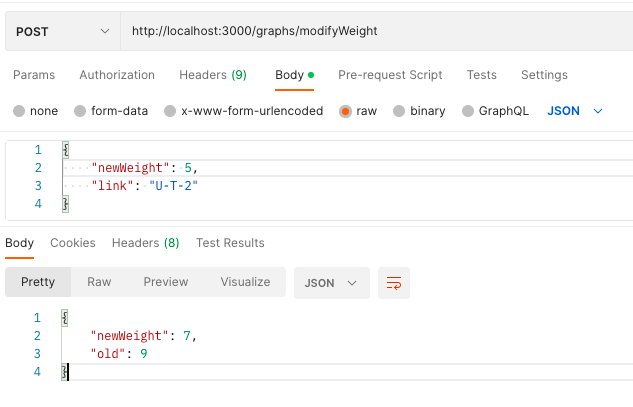 POST http://localhost:3000/graphs/modifyWeight
Params Authorization Headers (9) Body Pre-request Script Tests Settings
none form-data x-www-form-urlencoded raw binary GraphQL JSON
1 {
2 "newWeight": 5,
3 "link": "U-T-2"
4 }
Body Cookies Headers (8) Test Results
Pretty Raw Preview Visualize JSON
1 {
2 "newWeight": 7,
3 "old": 9
4 }